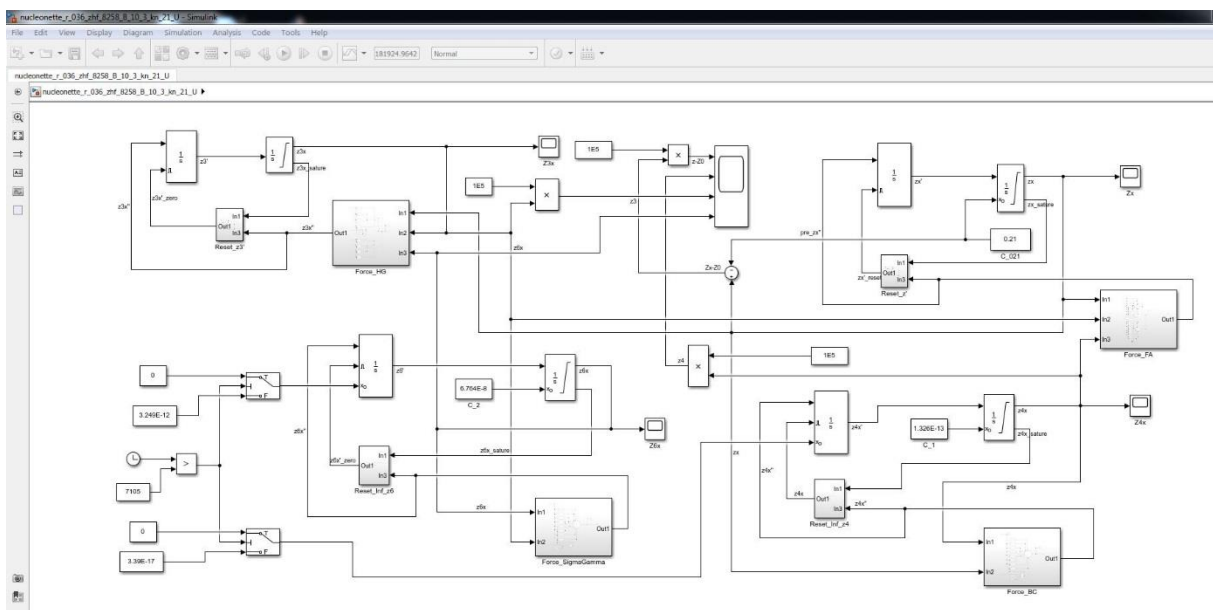 nucleonette_r_036_zhf_8258_B_10_3_kn_21_U - Simulink
File Edit View Display Diagram Simulation Analysis Code Tools Help
181924.9642 Normal
nucleonette_r_036_zhf_8258_B_10_3_kn_21_U
nucleonette_r_036_zhf_8258_B_10_3_kn_21_U
1/s z3' 1/s z3x Z3x
z3x_sature
z3x'' z3x'_zero
In1 In3 Out1 Reset_z3'
z3x'' Out1 In1 In2 In3 Force_HG
z6x
1E5 × z-Z0
1E5 × z3
1/s zx' 1/s xo zx Zx
zx_sature
pre_zx''
0.21
C_021
zx'_reset Out1 In1 In3 Reset_z'
Zx-Z0
In1 In2 In3 Out1 Force_FA
z4 × 1E5
0 T F
3.249E-12
1/s xo z6' 1/s xo z6x Z6x
6.764E-8
C_2
z6x_sature
z6x'' z6x'_zero
Out1 In1 In3 Reset_Inf_z6
>
7105
0 T F
3.39E-17
z6x In1 In2 Out1 Force_SigmaGamma
1/s xo z4x' 1/s xo z4x Z4x
1.326E-13
C_1
z4x_sature
zx z4x'' z4x
Out1 In1 In3 z4x'' Reset_Inf_z4
z4x
In1 In2 Out1 Force_BC